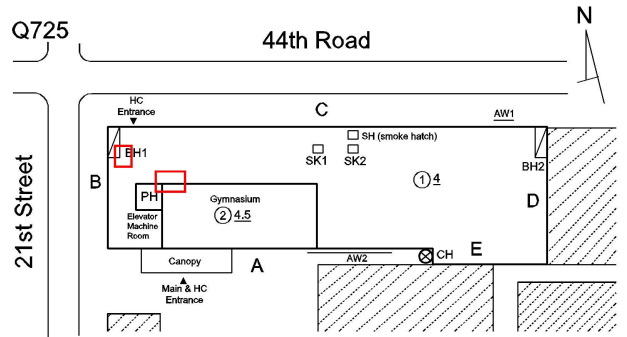 Q725
44th Road
N
HC
Entrance
C
AW1
SH (smoke hatch)
BH1
SK1
SK2
BH2
B
1 4
D
PH
Gymnasium
2 4.5
Elevator
Machine
Room
21st Street
Canopy
A
AW2
CH
E
Main & HC
Entrance